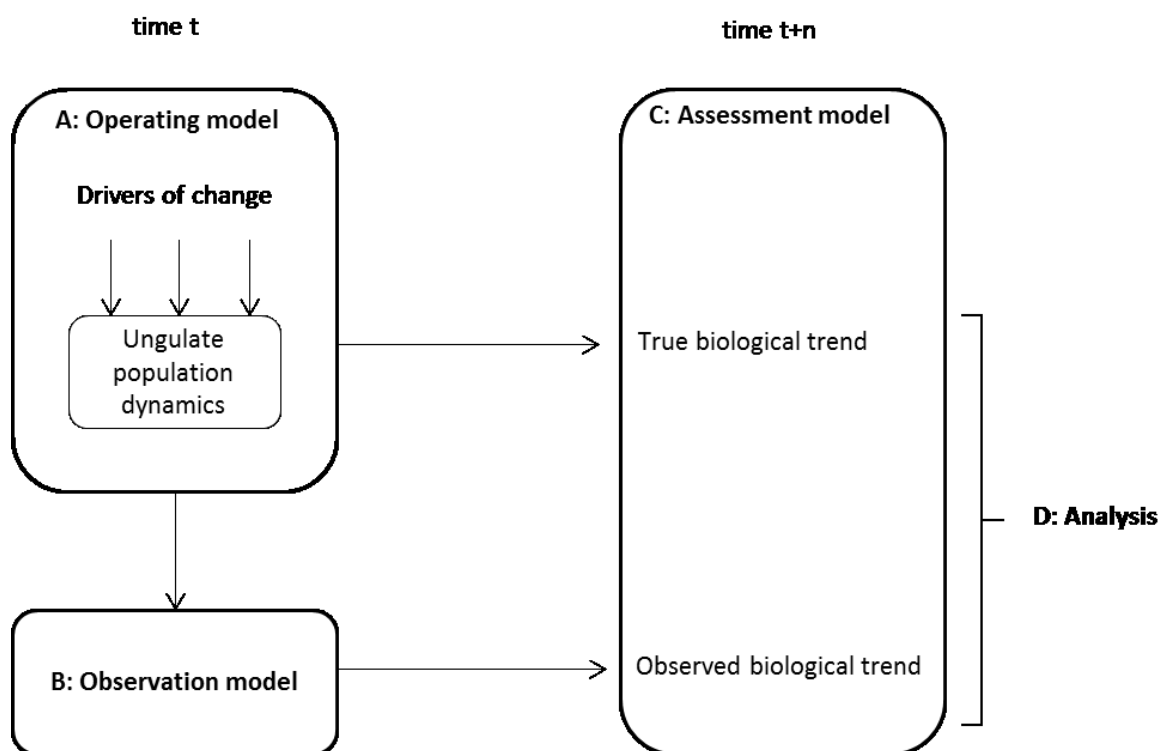 time t
time t+n
A: Operating model
Drivers of change
Ungulate
population
dynamics
B: Observation model
C: Assessment model
True biological trend
Observed biological trend
D: Analysis